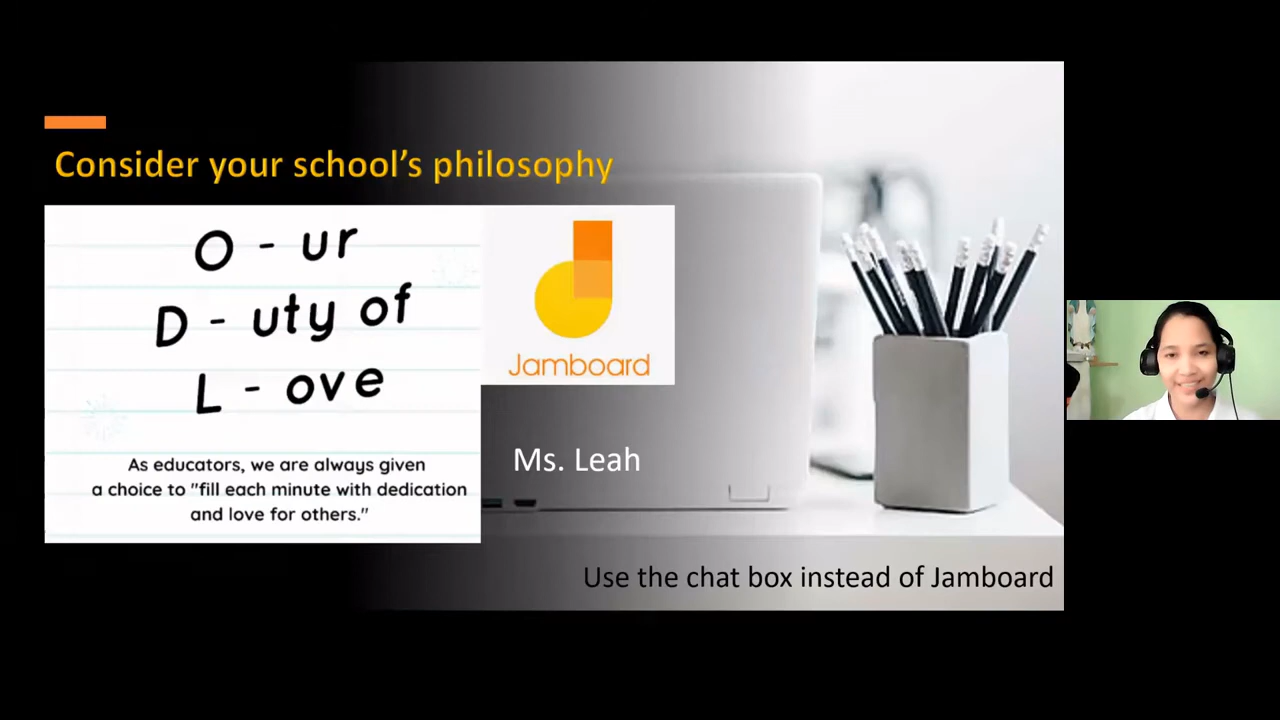 Consider your school's philosophy
O - ur
D - uty of
L - ove
As educators, we are always given
a choice to "fill each minute with dedication
and love for others."
Jamboard
Ms. Leah
Use the chat box instead of Jamboard